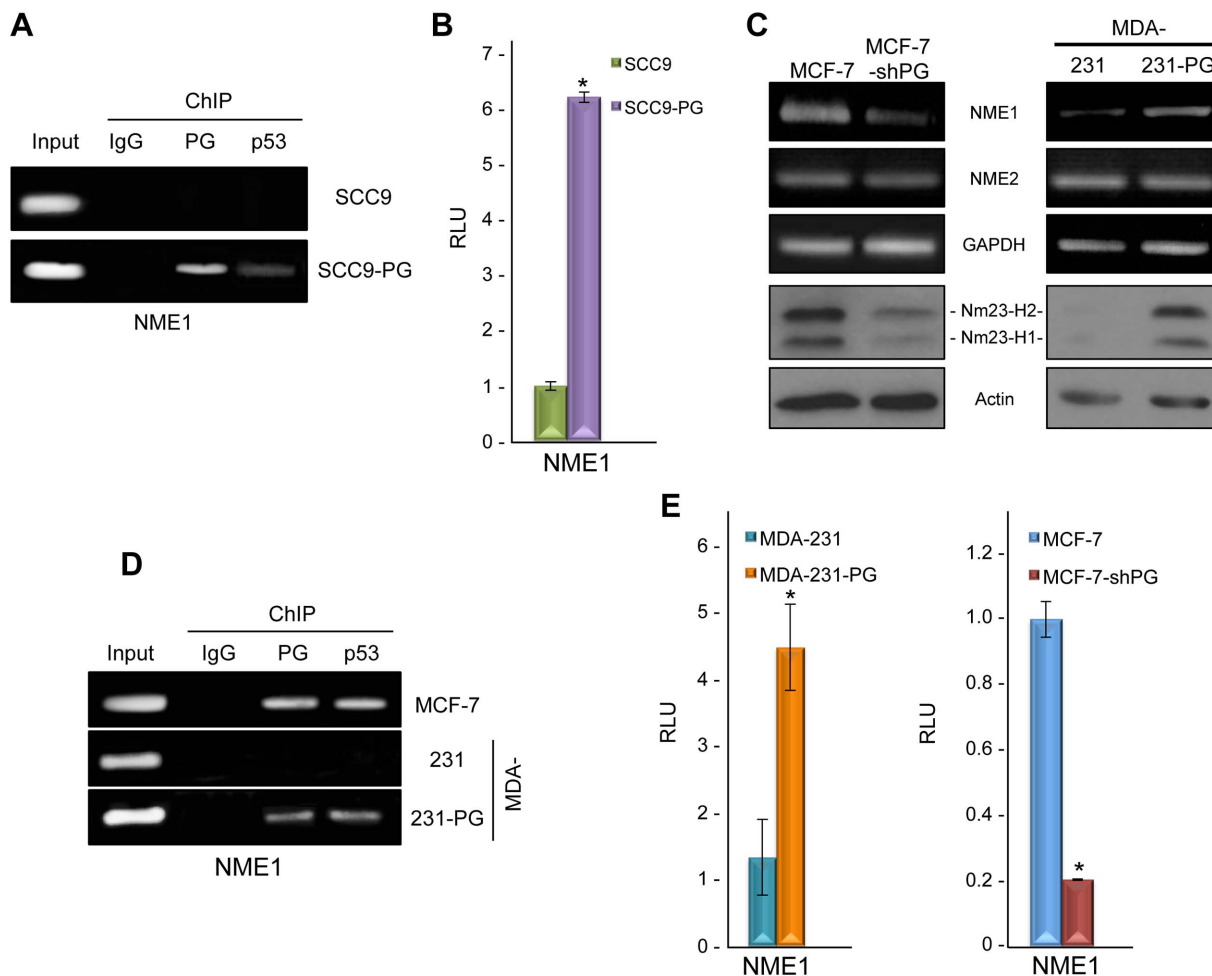 A
ChIP
Input IgG PG p53
SCC9
SCC9-PG
NME1
B
7 -
6 -
5 -
4 -
3 -
2 -
1 -
0 -
RLU
*
SCC9
SCC9-PG
NME1
C
MCF-7 MCF-7
-shPG
MDA-
231 231-PG
NME1
NME2
GAPDH
- Nm23-H2-
- Nm23-H1-
Actin
D
ChIP
Input IgG PG p53
MCF-7
231
231-PG
MDA-
NME1
E
6 -
5 -
4 -
3 -
2 -
1 -
0 -
RLU
MDA-231
MDA-231-PG
*
NME1
1.2 -
1.0 -
0.8 -
0.6 -
0.4 -
0.2 -
0 -
RLU
MCF-7
MCF-7-shPG
*
NME1